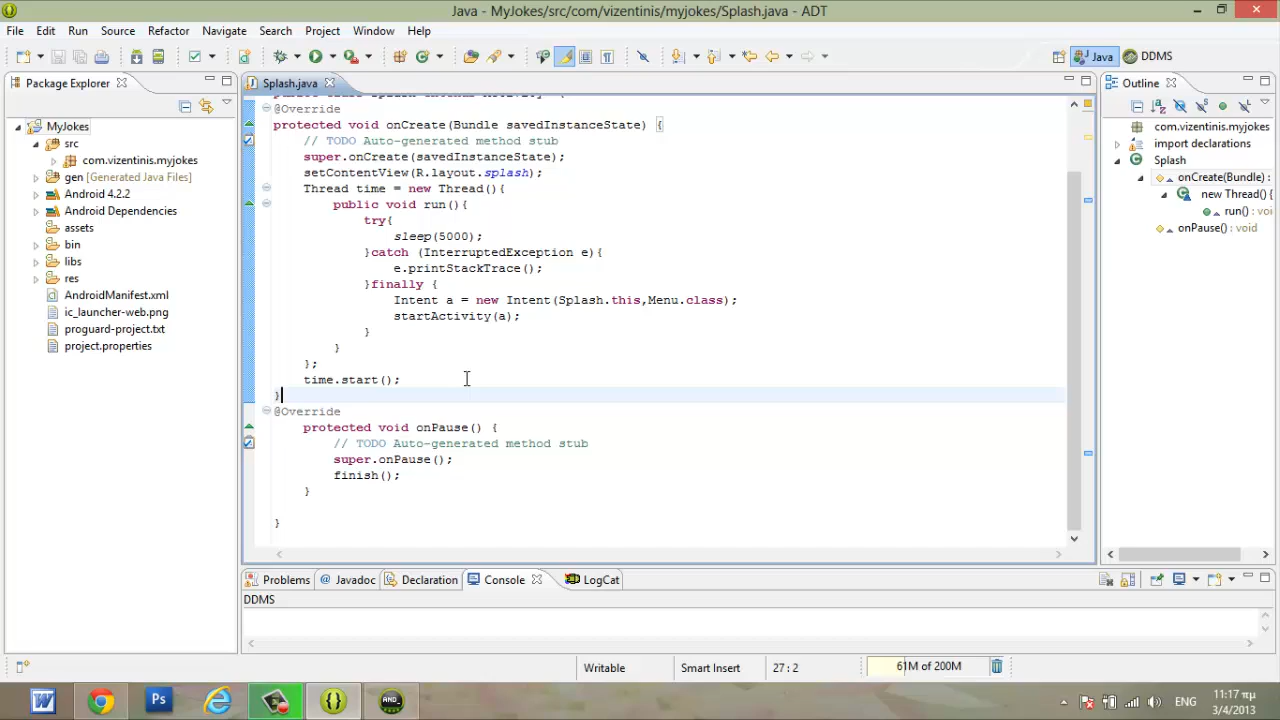 Java - MyJokes/src/com/vizentinis/myjokes/Splash.java - ADT
File Edit Run Source Refactor Navigate Search Project Window Help
Java DDMS
Package Explorer
MyJokes
src
com.vizentinis.myjokes
gen [Generated Java Files]
Android 4.2.2
Android Dependencies
assets
bin
libs
res
AndroidManifest.xml
ic_launcher-web.png
proguard-project.txt
project.properties
Splash.java
@Override
protected void onCreate(Bundle savedInstanceState) {
// TODO Auto-generated method stub
super.onCreate(savedInstanceState);
setContentView(R.layout.splash);
Thread time = new Thread(){
public void run(){
try{
sleep(5000);
}catch (InterruptedException e){
e.printStackTrace();
}finally {
Intent a = new Intent(Splash.this,Menu.class);
startActivity(a);
}
}
};
time.start();
}
@Override
protected void onPause() {
// TODO Auto-generated method stub
super.onPause();
finish();
}
}
Outline
com.vizentinis.myjokes
import declarations
Splash
onCreate(Bundle) :
new Thread() {
run() : voi
onPause() : void
Problems Javadoc Declaration Console LogCat
DDMS
Writable Smart Insert 27 : 2 61M of 200M
W Ps AND_
ΕΝG 11:17 πμ
3/4/2013